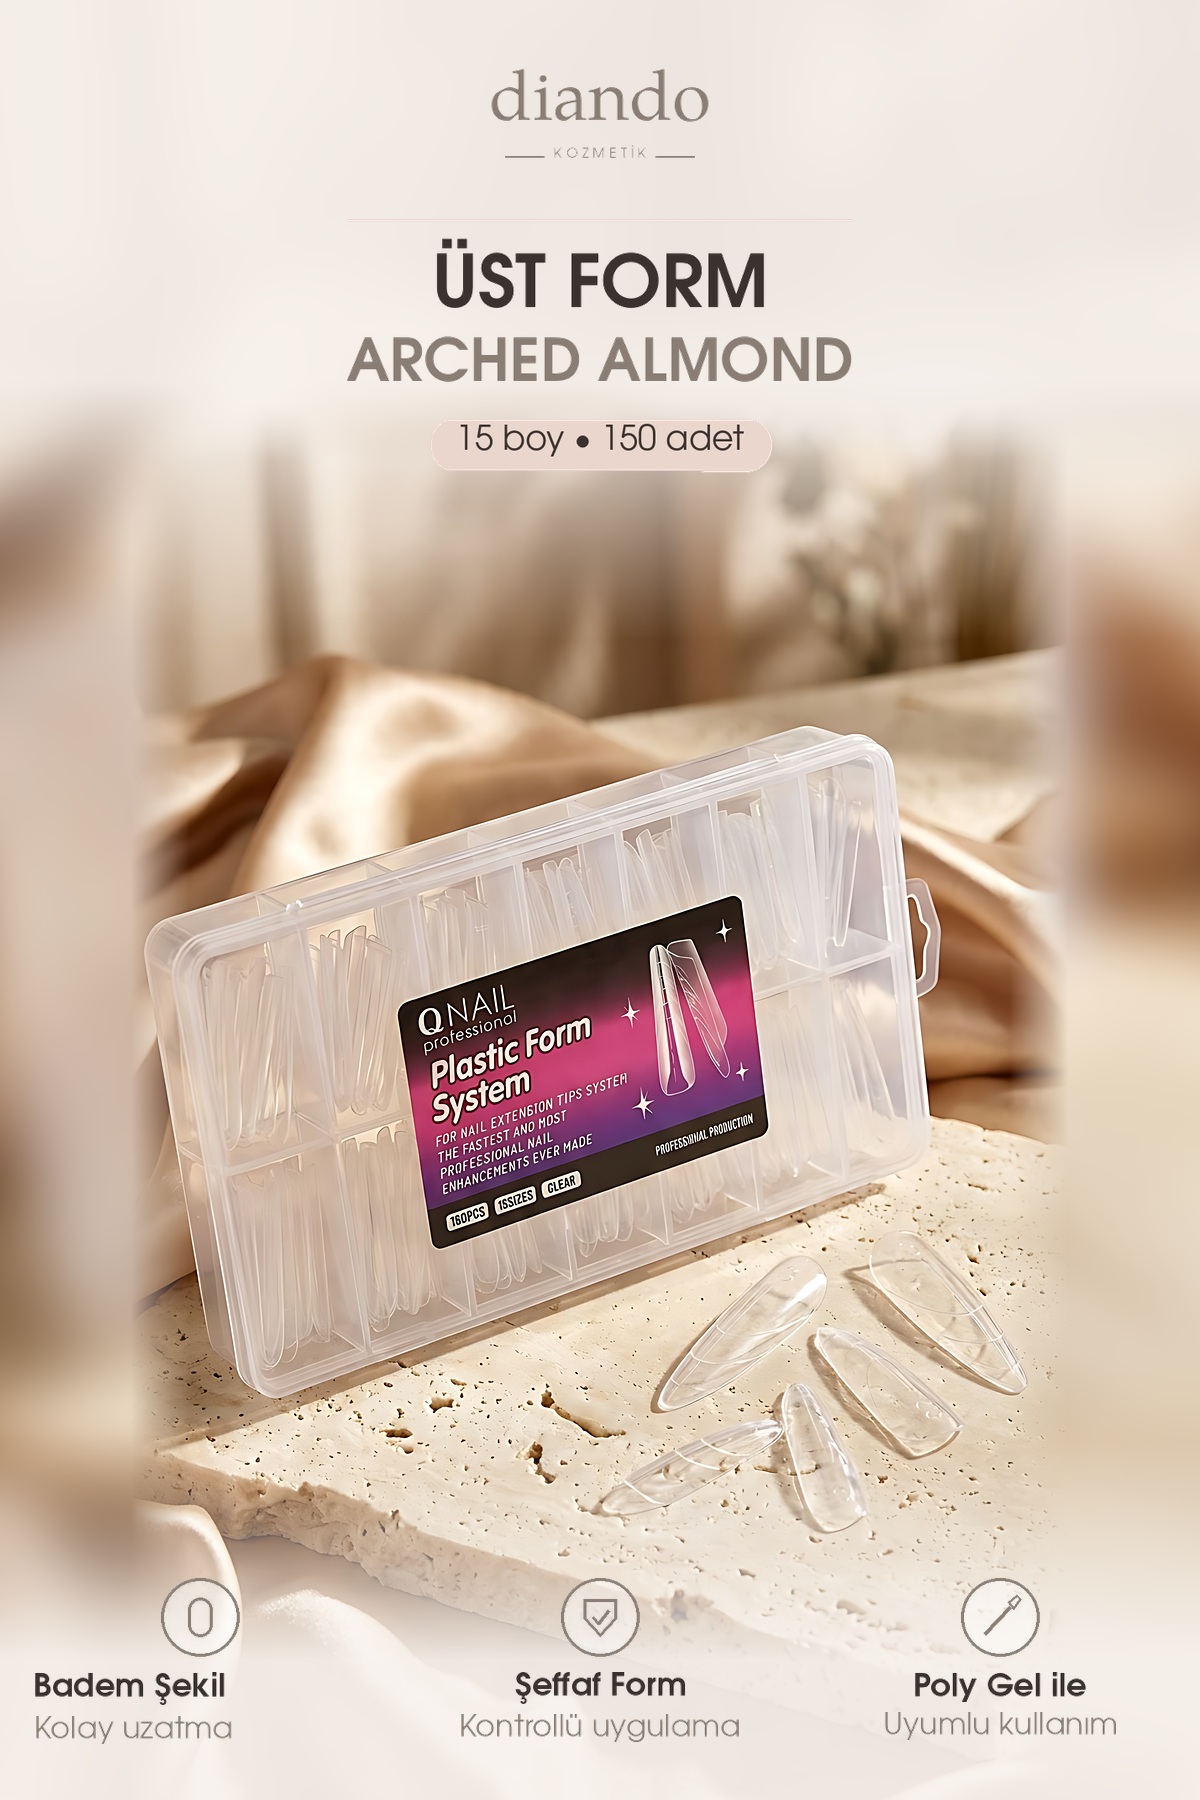 diando
KOZMETİK
ÜST FORM
ARCHED ALMOND
15 boy • 150 adet
QNAIL
professional
Plastic Form
System
FOR NAIL EXTENSION TIPS SYSTEM
THE FASTEST AND MOST
PROFESSIONAL NAIL
ENHANCEMENTS EVER MADE
PROFESSIONAL PRODUCTION
160PCS 16SIZES CLEAR
Badem Şekil
Kolay uzatma
Şeffaf Form
Kontrollü uygulama
Poly Gel ile
Uyumlu kullanım